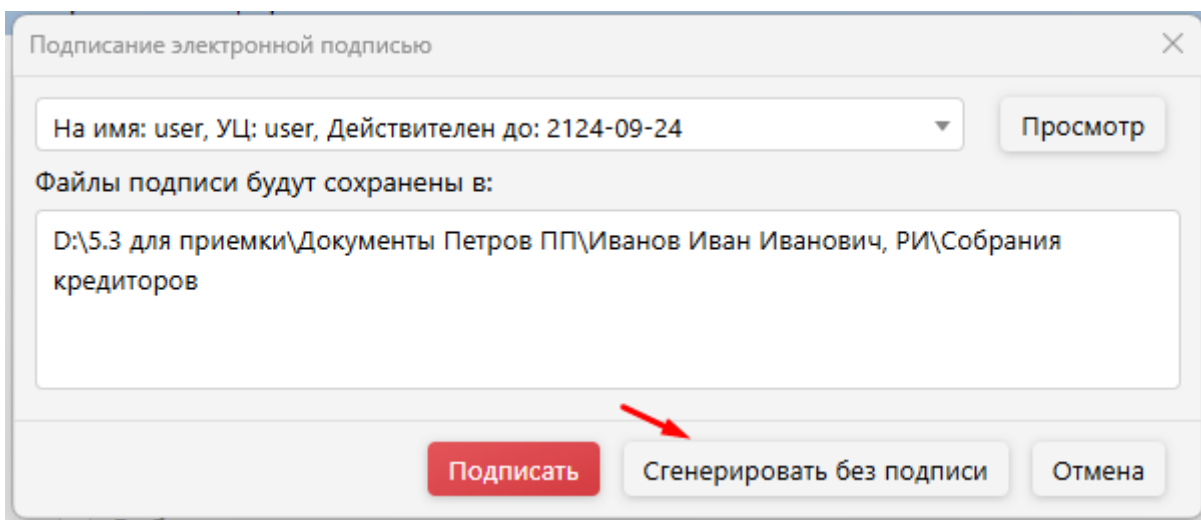 Подписание электронной подписью
На имя: user, УЦ: user, Действителен до: 2124-09-24
Просмотр
Файлы подписи будут сохранены в:
D:\5.3 для приемки\Документы Петров ПП\Иванов Иван Иванович, РИ\Собрания
кредиторов
Подписать
Сгенерировать без подписи
Отмена